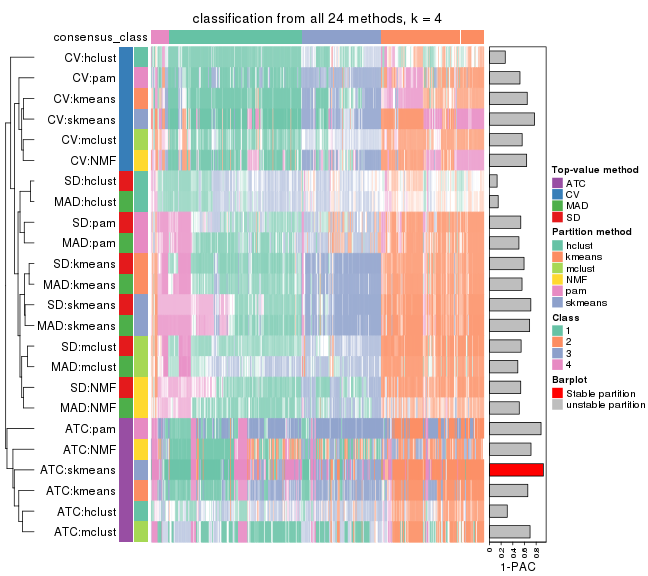 classification from all 24 methods, k = 4
consensus_class
CV:hclust
CV:pam
CV:kmeans
CV:skmeans
CV:mclust
CV:NMF
SD:hclust
MAD:hclust
SD:pam
MAD:pam
SD:kmeans
MAD:kmeans
SD:skmeans
MAD:skmeans
SD:mclust
MAD:mclust
SD:NMF
MAD:NMF
ATC:pam
ATC:NMF
ATC:skmeans
ATC:kmeans
ATC:hclust
ATC:mclust
0 0.2 0.4 0.6 0.8
1-PAC
Top-value method
ATC
CV
MAD
SD
Partition method
hclust
kmeans
mclust
NMF
pam
skmeans
Class
1
2
3
4
Barplot
Stable partition
unstable partition